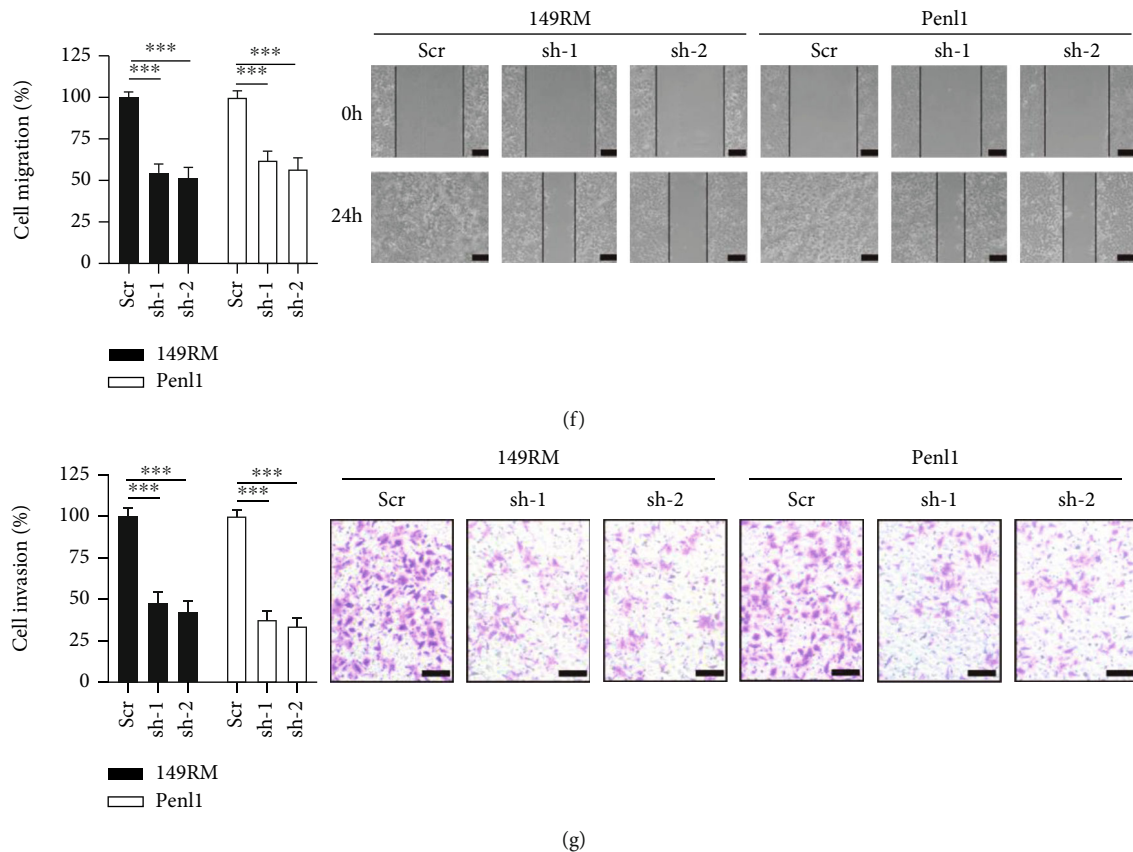 125
100
75
50
25
0
Cell migration (%)
***
***
***
***
Scr
sh-1
sh-2
Scr
sh-1
sh-2
149RM
Penl1
149RM
Penl1
Scr
sh-1
sh-2
Scr
sh-1
sh-2
0h
24h
(f)
125
100
75
50
25
0
Cell invasion (%)
***
***
***
***
Scr
sh-1
sh-2
Scr
sh-1
sh-2
149RM
Penl1
149RM
Penl1
Scr
sh-1
sh-2
Scr
sh-1
sh-2
(g)